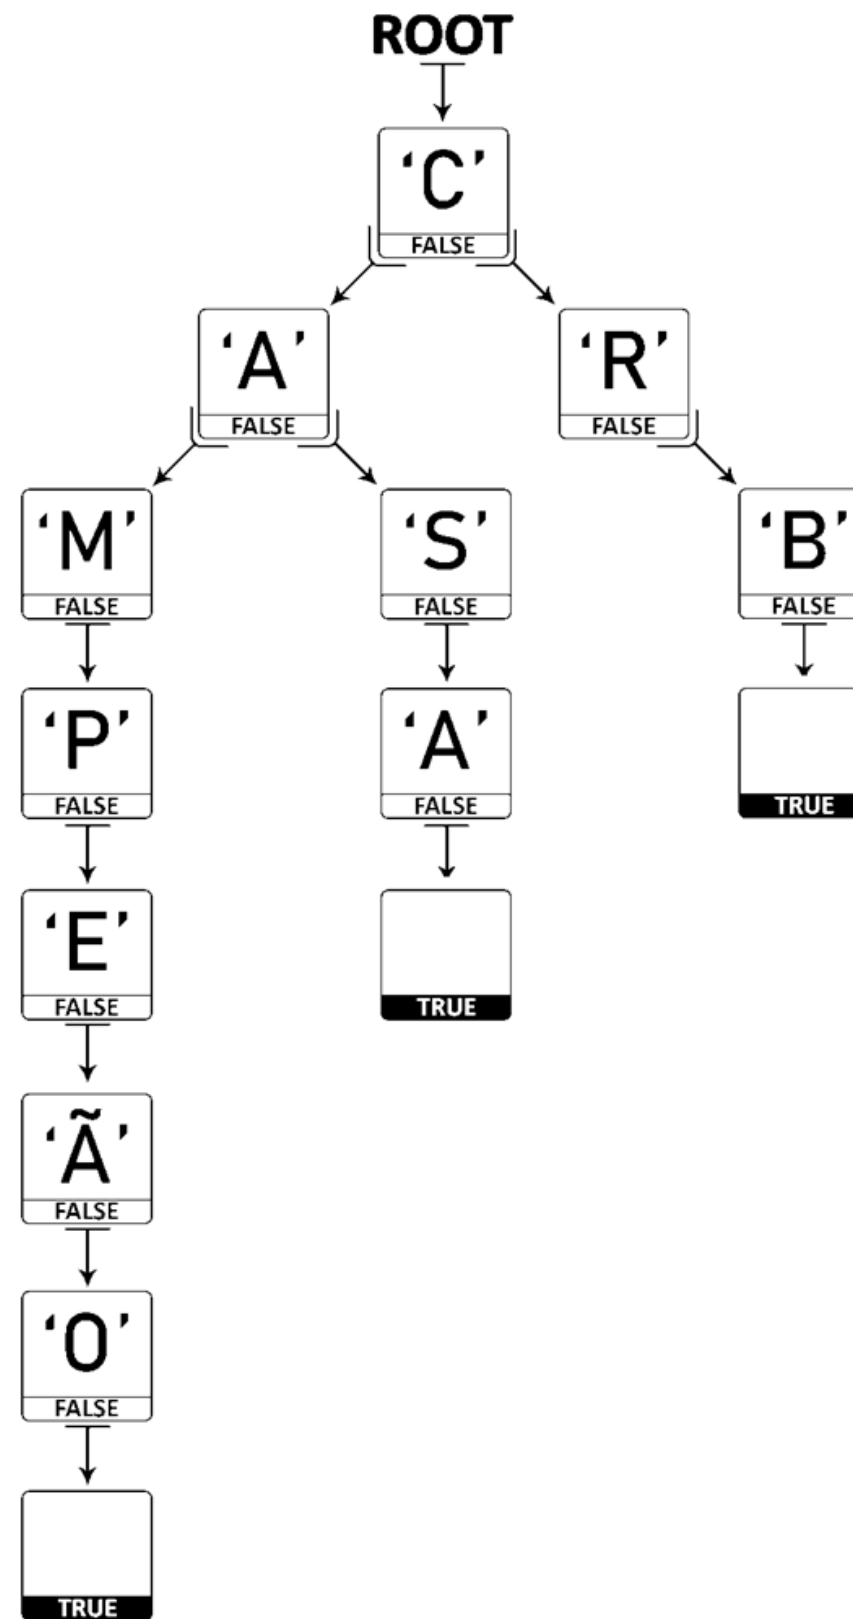 ROOT
‘C’
FALSE
‘A’ ‘R’
FALSE FALSE
‘M’ ‘S’ ‘B’
FALSE FALSE FALSE
‘P’ ‘A’
FALSE FALSE TRUE
‘E’
FALSE TRUE
‘Ã’
FALSE
‘O’
FALSE
TRUE